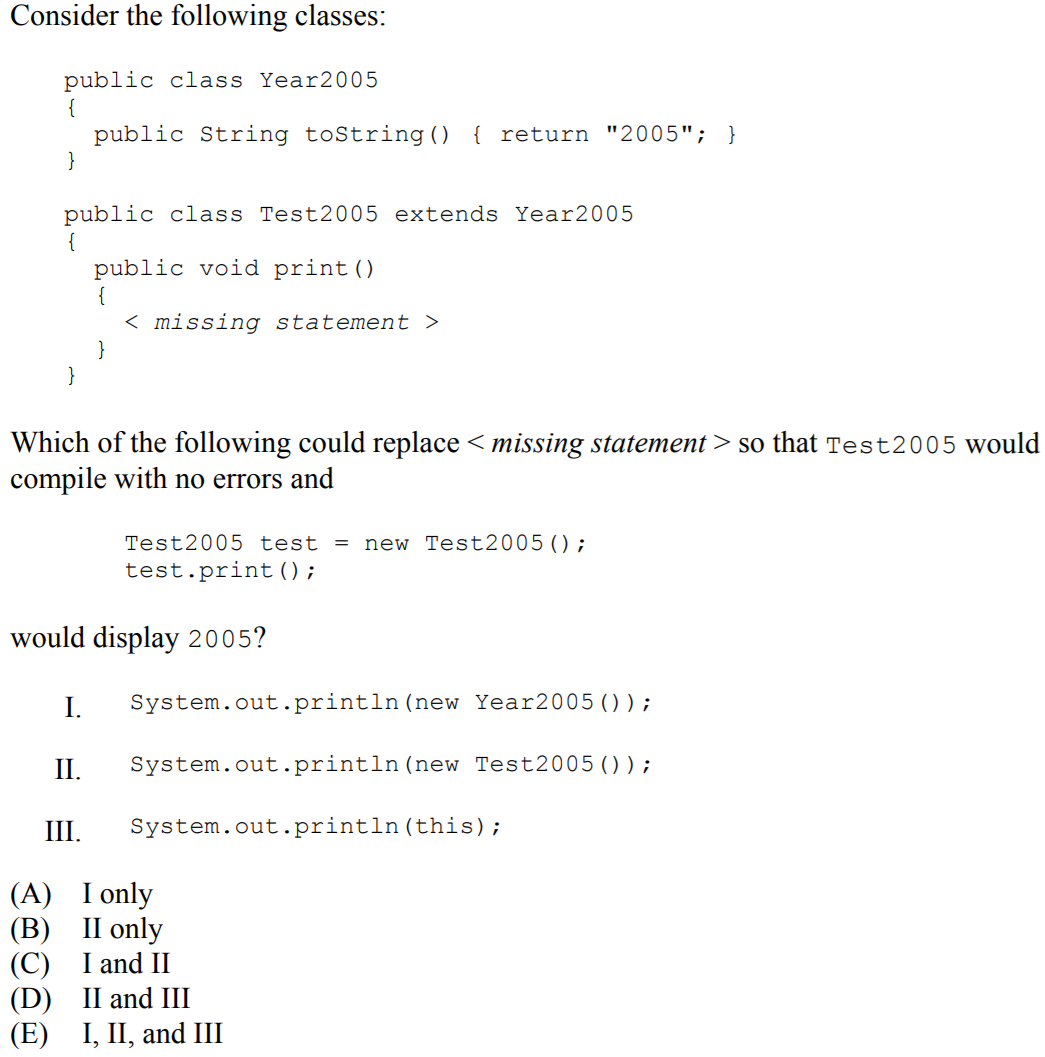 Consider the following classes:
public class Year2005
{
public String toString() { return "2005"; }
}
public class Test2005 extends Year2005
{
public void print()
{
< missing statement >
}
}
Which of the following could replace < missing statement > so that Test2005 would
compile with no errors and
Test2005 test = new Test2005();
test.print();
would display 2005?
I. System.out.println(new Year2005());
II. System.out.println(new Test2005());
III. System.out.println(this);
(A) I only
(B) II only
(C) I and II
(D) II and III
(E) I, II, and III